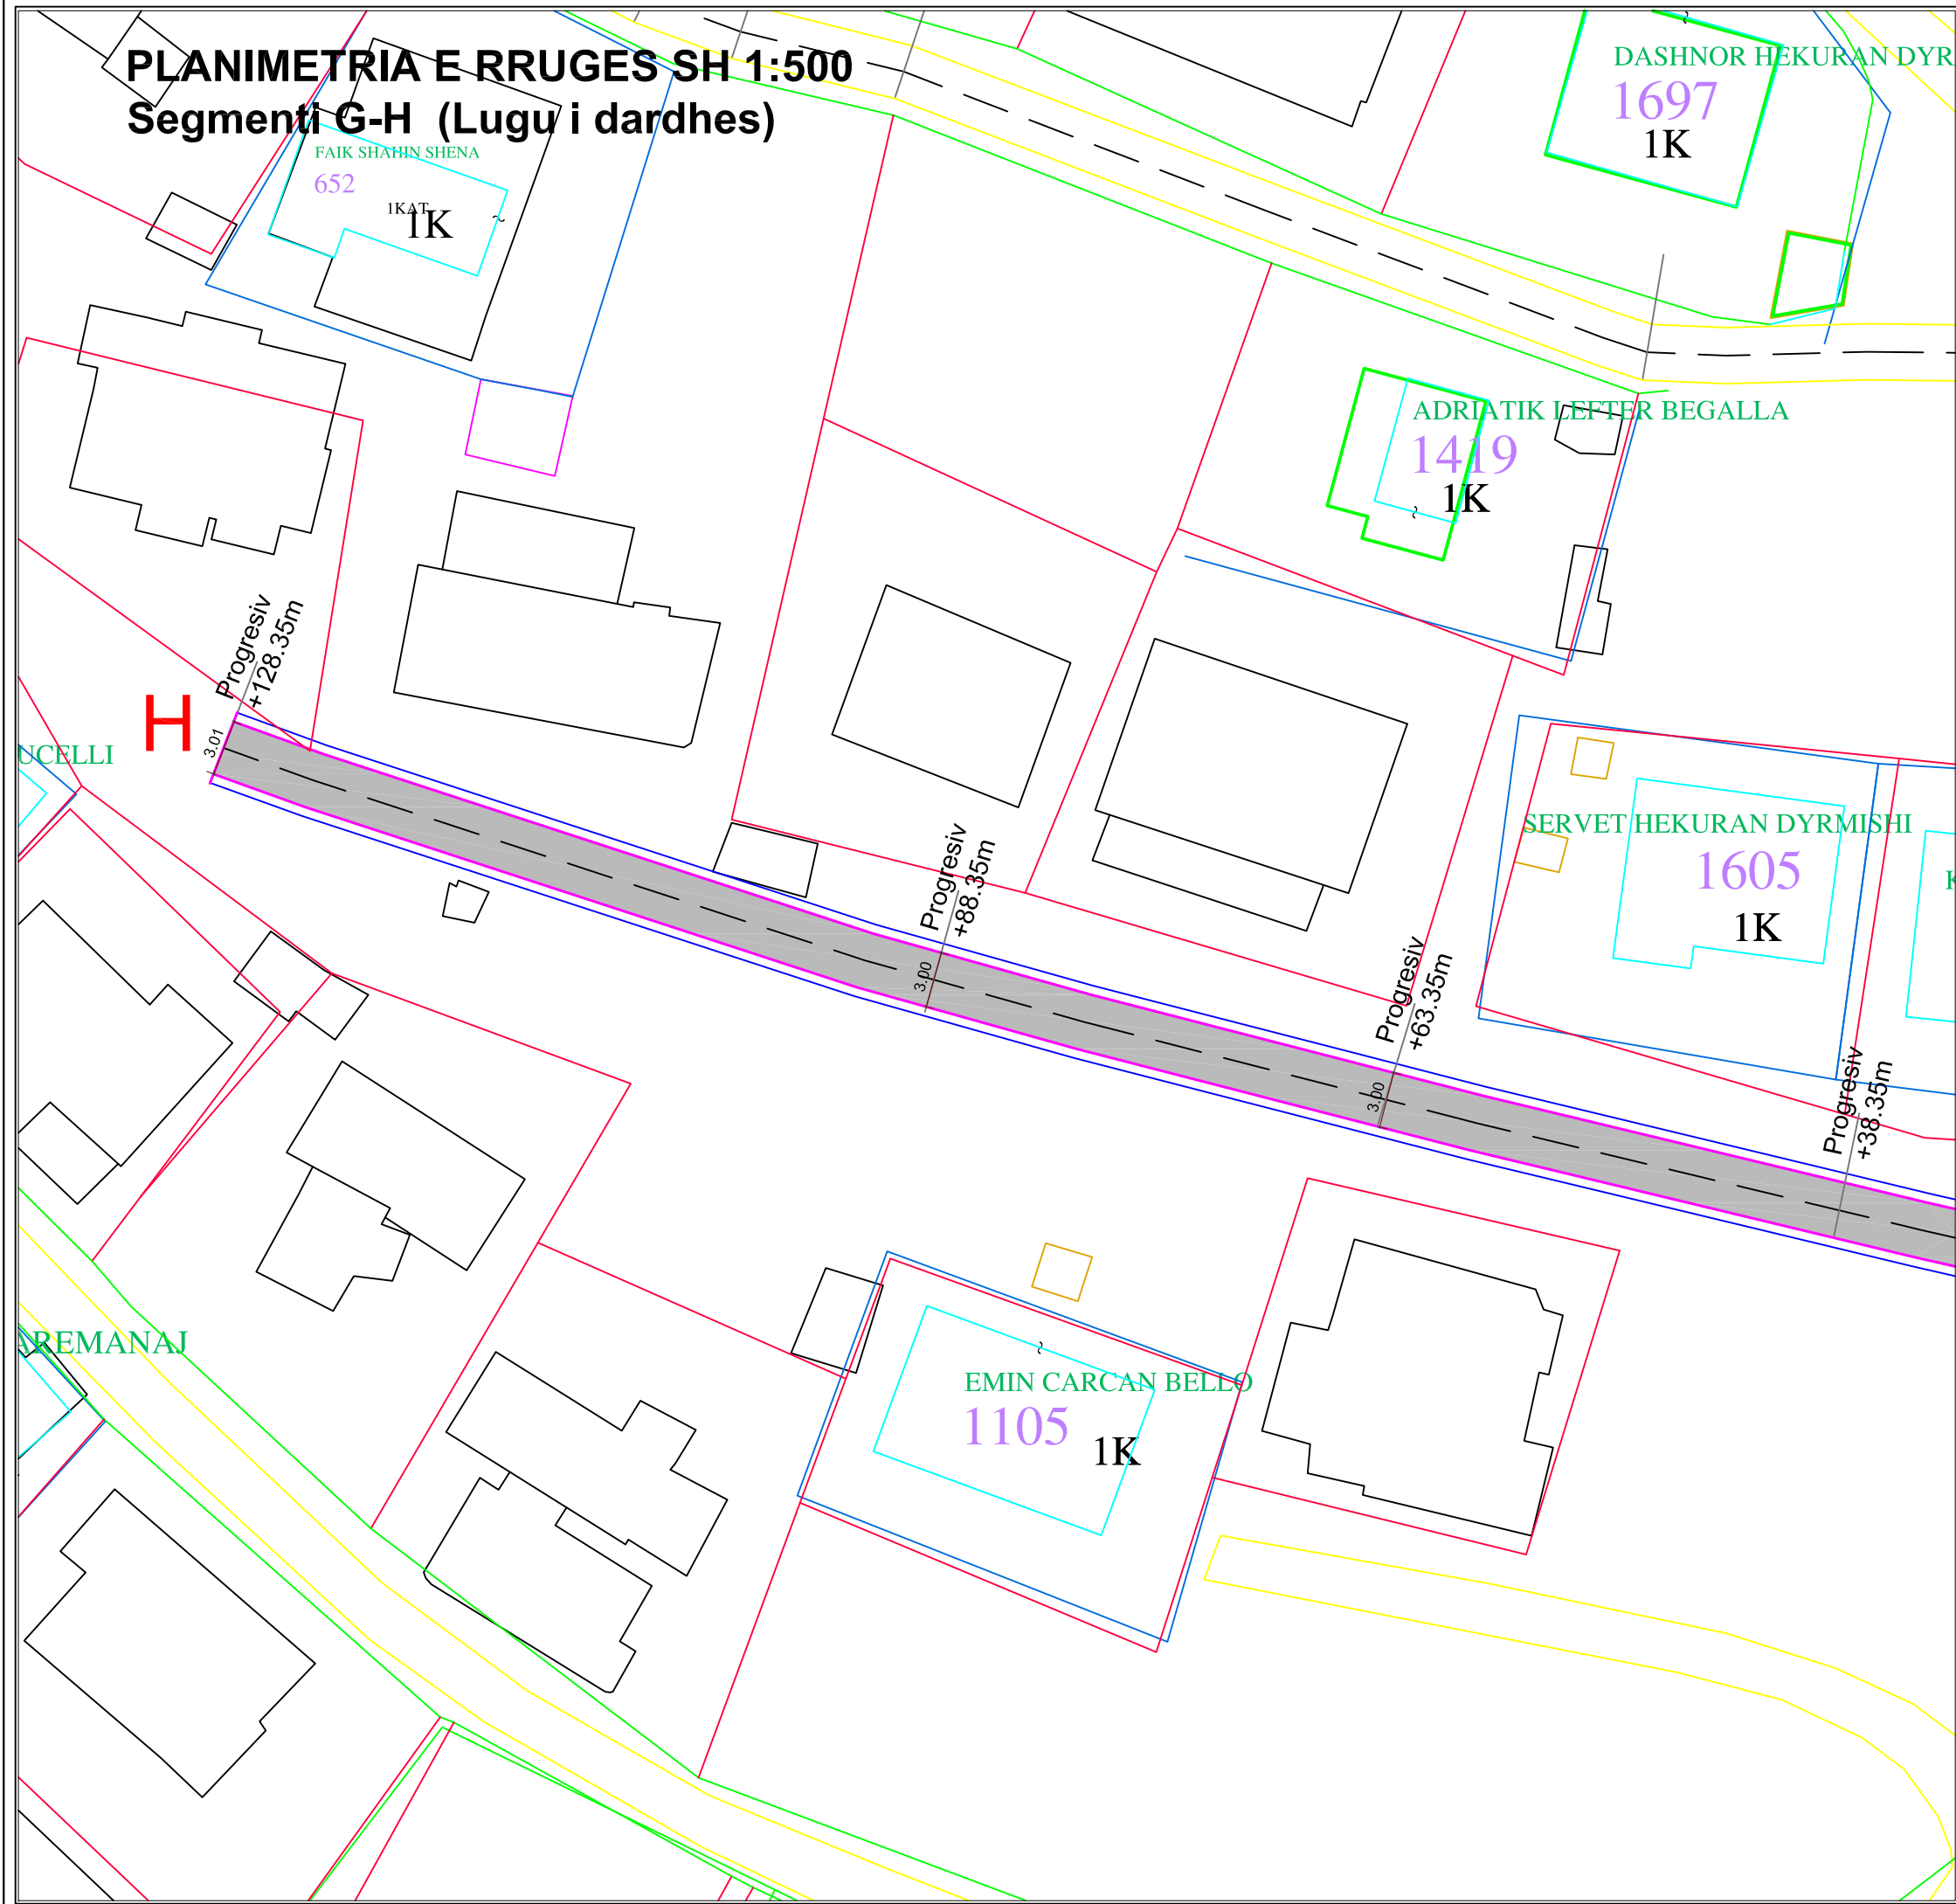 PLANIMETRIA E RRUGES SH 1:500
Segmenti G-H (Lugu i dardhes)
FAIK SHAHIN SHENA
652
1KAT
1K
DASHNOR HEKURAN DYR
1697
1K
ADRIATIK LEFTER BEGALLA
1419
1K
Progresiv
+128.35m
H
3.01
UCELLI
SERVET HEKURAN DYRMISHI
1605
1K
K
Progresiv
+88.35m
3.00
Progresiv
+63.35m
3.00
Progresiv
+38.35m
AREMANAJ
EMIN CARCAN BELLO
1105
1K